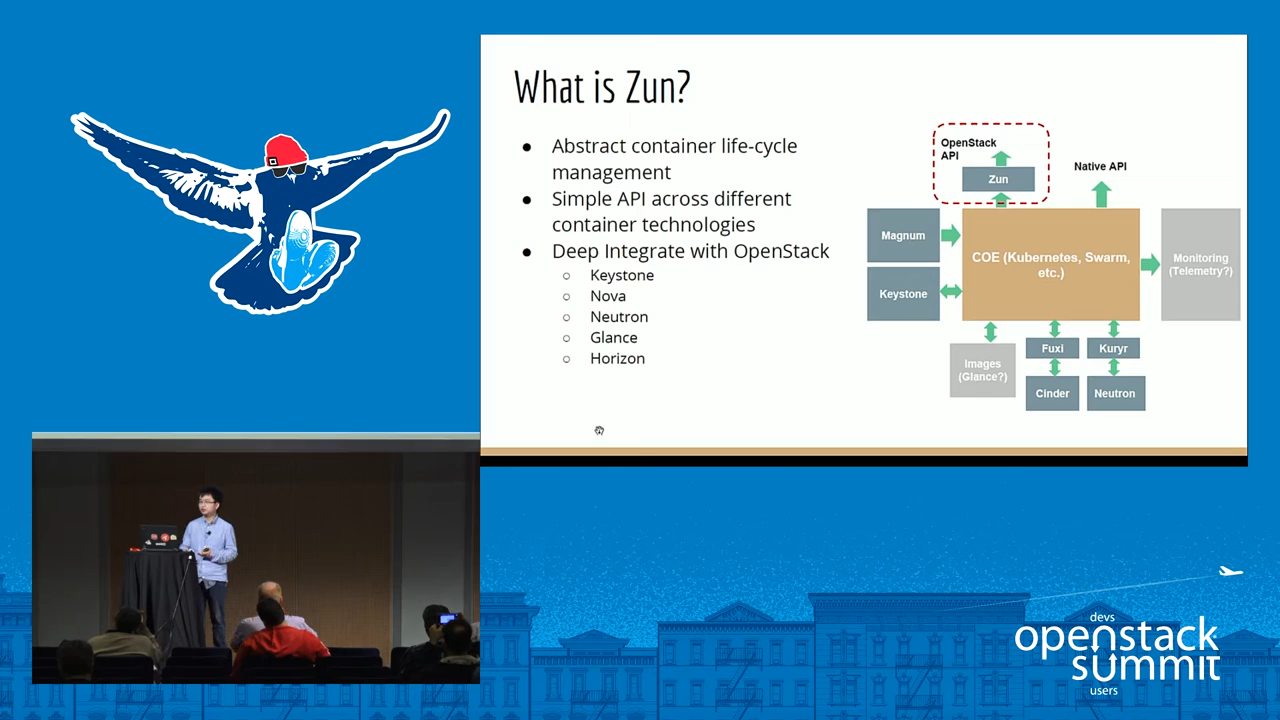 What is Zun?
● Abstract container life-cycle
management
● Simple API across different
container technologies
● Deep Integrate with OpenStack
○ Keystone
○ Nova
○ Neutron
○ Glance
○ Horizon
OpenStack
API
Zun
Native API
Magnum
Keystone
COE (Kubernetes, Swarm,
etc.)
Monitoring
(Telemetry?)
Images
(Glance?)
Fuxi
Kuryr
Cinder
Neutron
devs
openstack
summit
users